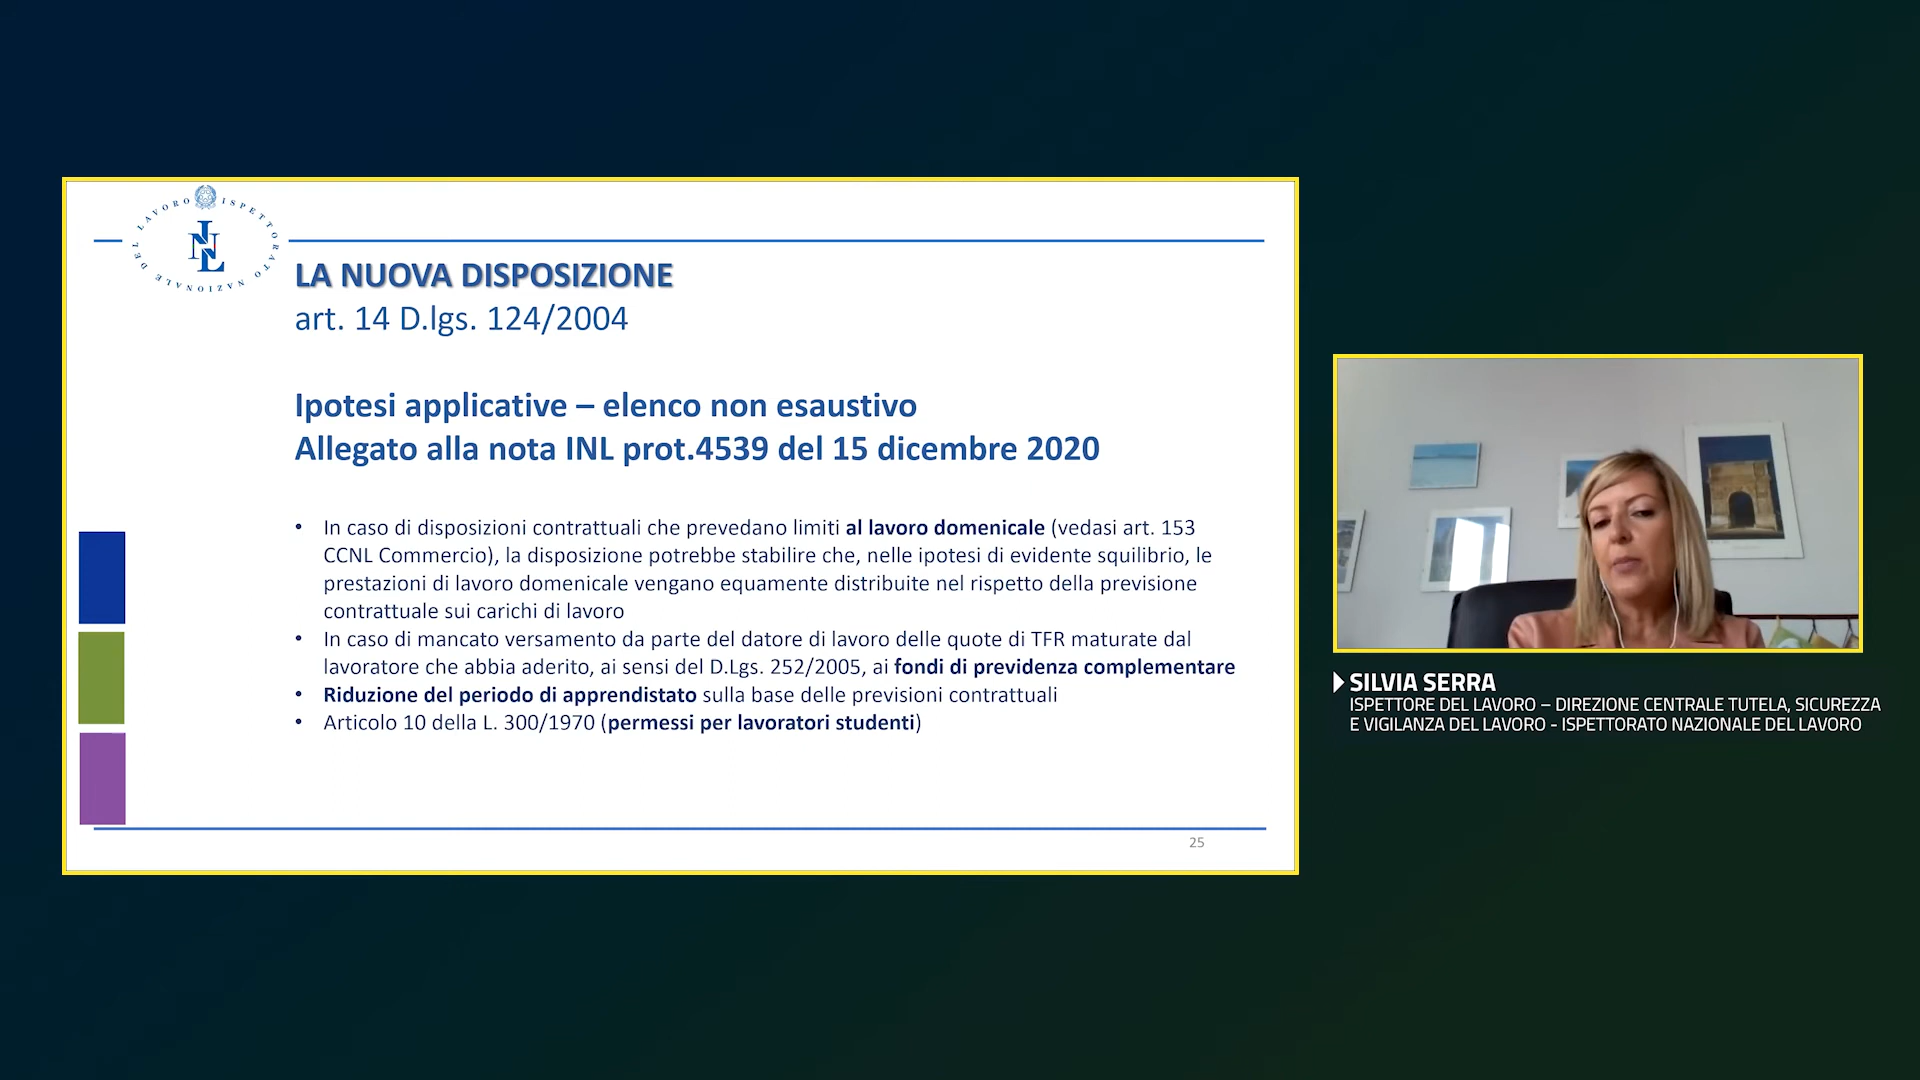 ISPETTORATO NAZIONALE DEL LAVORO
INL
LA NUOVA DISPOSIZIONE
art. 14 D.lgs. 124/2004
Ipotesi applicative – elenco non esaustivo
Allegato alla nota INL prot.4539 del 15 dicembre 2020
• In caso di disposizioni contrattuali che prevedano limiti al lavoro domenicale (vedasi art. 153
CCNL Commercio), la disposizione potrebbe stabilire che, nelle ipotesi di evidente squilibrio, le
prestazioni di lavoro domenicale vengano equamente distribuite nel rispetto della previsione
contrattuale sui carichi di lavoro
• In caso di mancato versamento da parte del datore di lavoro delle quote di TFR maturate dal
lavoratore che abbia aderito, ai sensi del D.Lgs. 252/2005, ai fondi di previdenza complementare
• Riduzione del periodo di apprendistato sulla base delle previsioni contrattuali
• Articolo 10 della L. 300/1970 (permessi per lavoratori studenti)
25
SILVIA SERRA
ISPETTORE DEL LAVORO – DIREZIONE CENTRALE TUTELA, SICUREZZA
E VIGILANZA DEL LAVORO - ISPETTORATO NAZIONALE DEL LAVORO